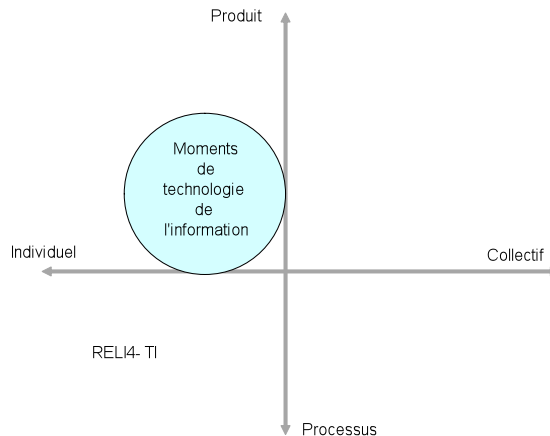 Produit
Moments
de
technologie
de
l'information
Individuel
Collectif
RELI4- TI
Processus